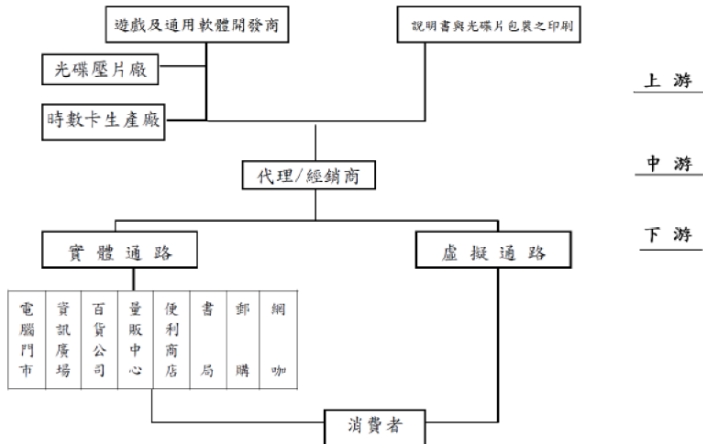 遊戲及通用軟體開發商
說明書與光碟片包裝之印刷
光碟壓片廠
上游
時數卡生產廠
代理/經銷商
中游
實體通路
虛擬通路
下游
電腦門市
資訊廣場
百貨公司
量販中心
便利商店
書局
郵購
網咖
消費者